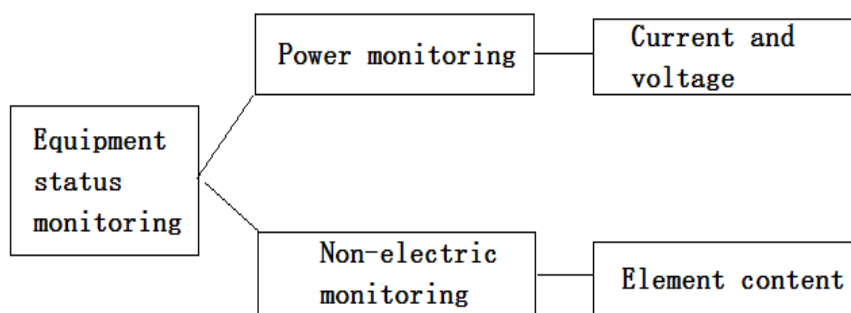 Power monitoring
Current and
voltage
Equipment
status
monitoring
Non-electric
monitoring
Element content